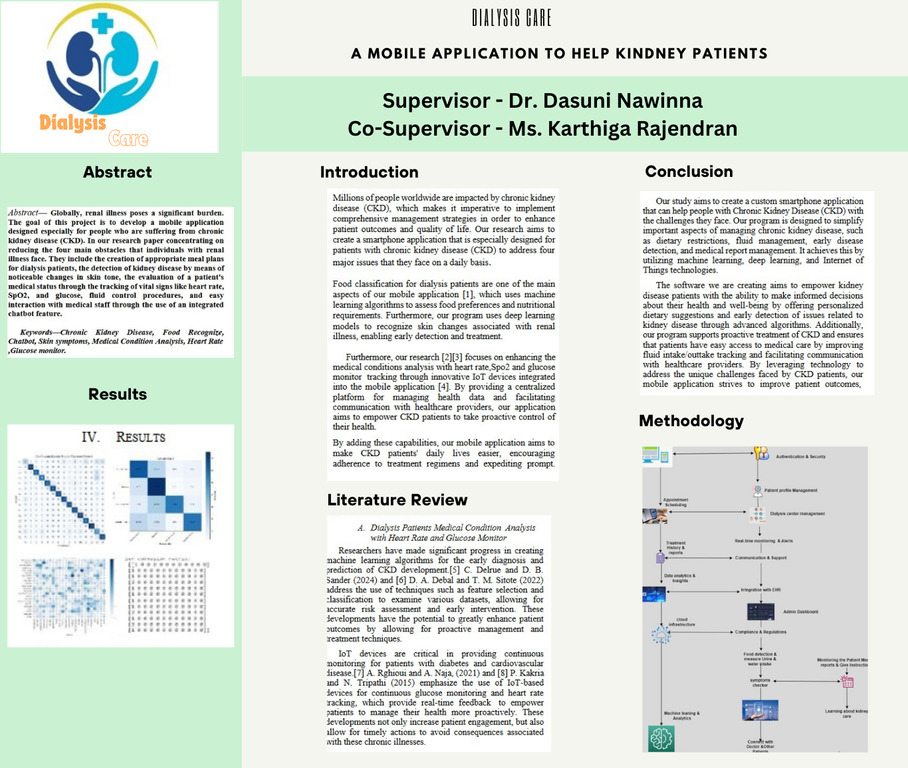 DIALYSIS CARE
A MOBILE APPLICATION TO HELP KINDNEY PATIENTS
Supervisor - Dr. Dasuni Nawinna
Co-Supervisor - Ms. Karthiga Rajendran
Dialysis
Care
Abstract
Abstract— Globally, renal illness poses a significant burden.
The goal of this project is to develop a mobile application
designed especially for people who are suffering from chronic
kidney disease (CKD). In our research paper concentrating on
reducing the four main obstacles that individuals with renal
illness face. They include the creation of appropriate meal plans
for dialysis patients, the detection of kidney disease by means of
noticeable changes in skin tone, the evaluation of a patient's
medical status through the tracking of vital signs like heart rate,
SpO2, and glucose, fluid control procedures, and easy
interaction with medical staff through the use of an integrated
chatbot feature.
Keywords—Chronic Kidney Disease, Food Recognize,
Chatbot, Skin symptoms, Medical Condition Analysis, Heart Rate
,Glucose monitor.
Results
IV. RESULTS
Introduction
Millions of people worldwide are impacted by chronic kidney
disease (CKD), which makes it imperative to implement
comprehensive management strategies in order to enhance
patient outcomes and quality of life. Our research aims to
create a smartphone application that is especially designed for
patients with chronic kidney disease (CKD) to address four
major issues that they face on a daily basis.
Food classification for dialysis patients are one of the main
aspects of our mobile application [1], which uses machine
learning algorithms to assess food preferences and nutritional
requirements. Furthermore, our program uses deep learning
models to recognize skin changes associated with renal
illness, enabling early detection and treatment.
Furthermore, our research [2][3] focuses on enhancing the
medical conditions analysis with heart rate,Spo2 and glucose
monitor tracking through innovative IoT devices integrated
into the mobile application [4]. By providing a centralized
platform for managing health data and facilitating
communication with healthcare providers, our application
aims to empower CKD patients to take proactive control of
their health.
By adding these capabilities, our mobile application aims to
make CKD patients' daily lives easier, encouraging
adherence to treatment regimens and expediting prompt.
Literature Review
A. Dialysis Patients Medical Condition Analysis
with Heart Rate and Glucose Monitor
Researchers have made significant progress in creating
machine learning algorithms for the early diagnosis and
prediction of CKD development.[5] C. Delrue and D. B.
Sander (2024) and [6] D. A. Debal and T. M. Sitote (2022)
address the use of techniques such as feature selection and
classification to examine various datasets, allowing for
accurate risk assessment and early intervention. These
developments have the potential to greatly enhance patient
outcomes by allowing for proactive management and
treatment techniques.
IoT devices are critical in providing continuous
monitoring for patients with diabetes and cardiovascular
disease.[7] A. Rghioui and A. Naja, (2021) and [8] P. Kakria
and N. Tripathi (2015) emphasize the use of IoT-based
devices for continuous glucose monitoring and heart rate
tracking, which provide real-time feedback to empower
patients to manage their health more proactively. These
developments not only increase patient engagement, but also
allow for timely actions to avoid consequences associated
with these chronic illnesses.
Conclusion
Our study aims to create a custom smartphone application
that can help people with Chronic Kidney Disease (CKD) with
the challenges they face. Our program is designed to simplify
important aspects of managing chronic kidney disease, such
as dietary restrictions, fluid management, early disease
detection, and medical report management. It achieves this by
utilizing machine learning, deep learning, and Internet of
Things technologies.
The software we are creating aims to empower kidney
disease patients with the ability to make informed decisions
about their health and well-being by offering personalized
dietary suggestions and early detection of issues related to
kidney disease through advanced algorithms. Additionally,
our program supports proactive treatment of CKD and ensures
that patients have easy access to medical care by improving
fluid intake/outtake tracking and facilitating communication
with healthcare providers. By leveraging technology to
address the unique challenges faced by CKD patients, our
mobile application strives to improve patient outcomes,
Methodology
Authentication & Security
Patient profile Management
Appointment
Scheduling
Dialysis center management
Real-time monitoring & Alerts
Treatment
History &
reports
Communication & Support
Data analytics &
Insights
Integration with EHR
Admin Dashboard
Cloud
Infrastructure
Compliance & Regulations
Food detection &
measure Urine &
water intake
Monitoring the Patient Me
reports & Give Instructio
symptoms
checker
Learning about kidney
care
Machine learing &
Analytics
Connect with
Doctor &Other